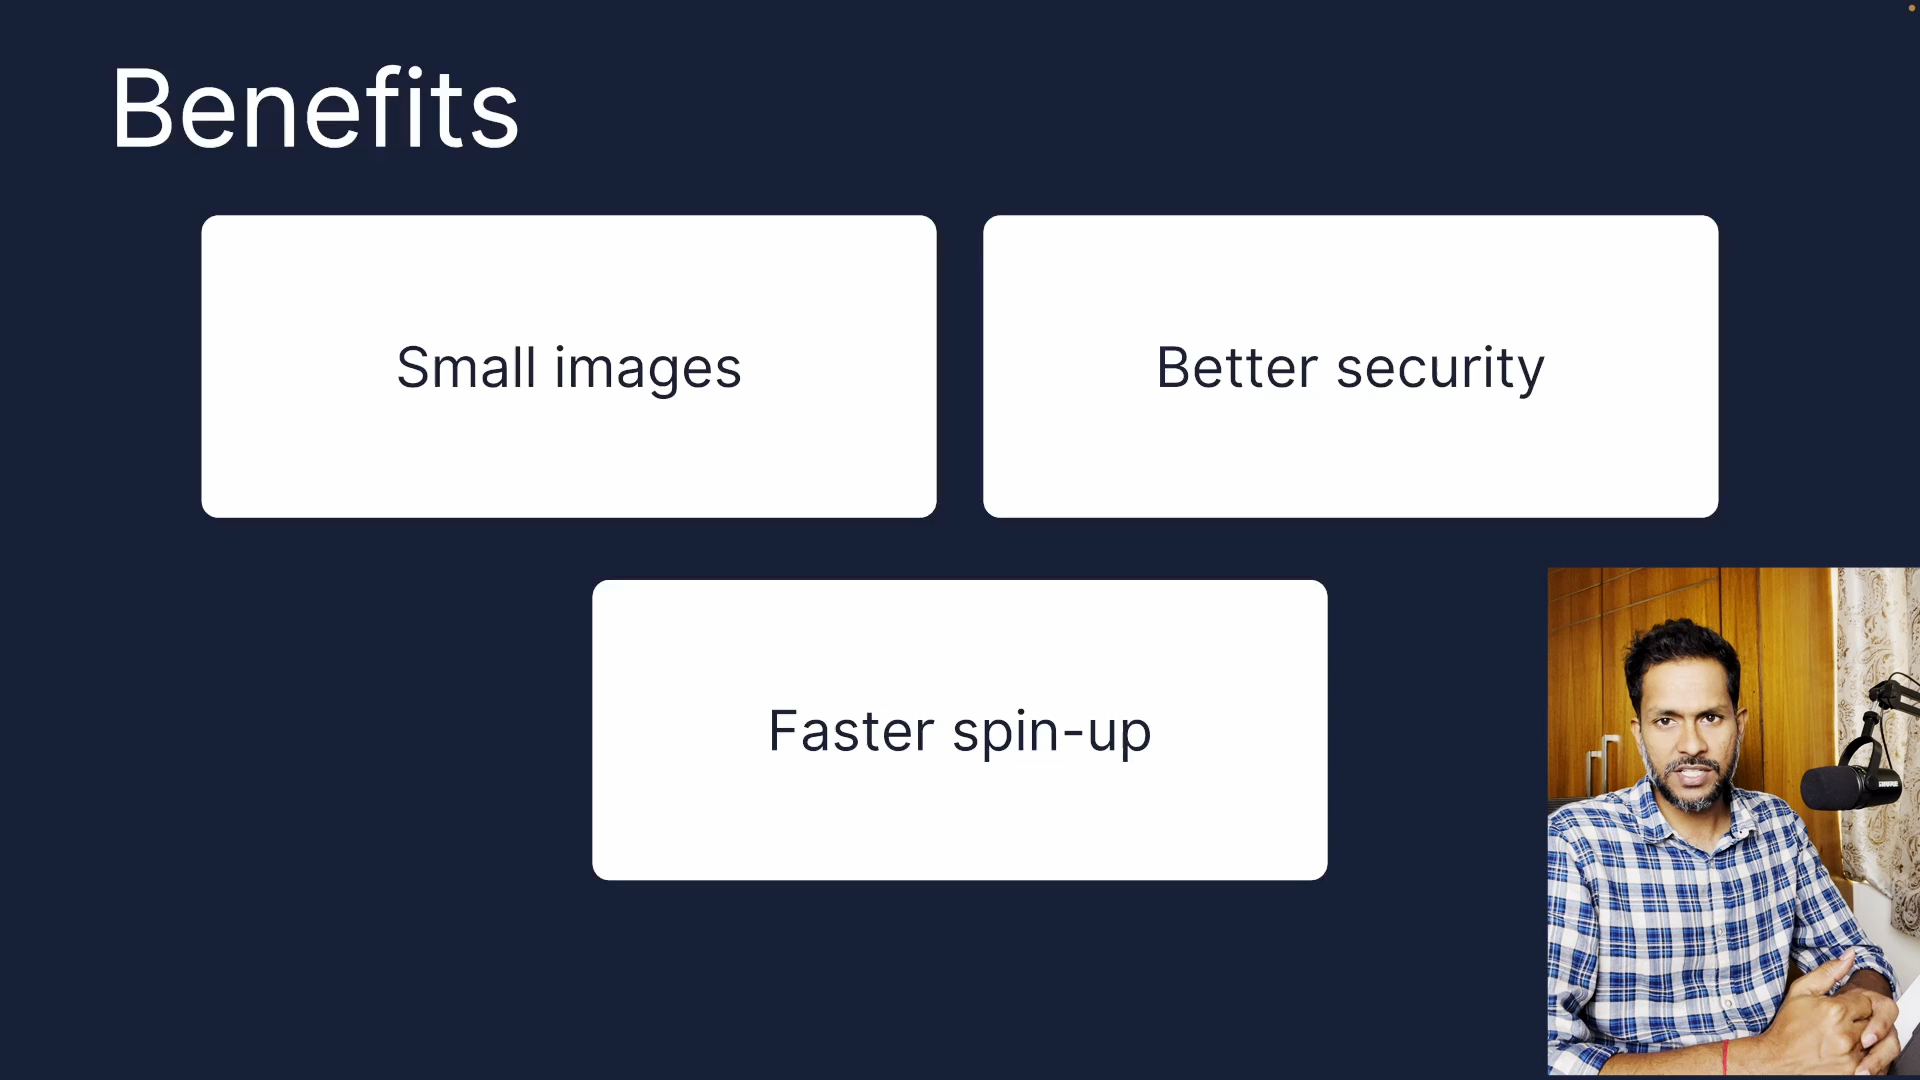 Benefits
Small images
Better security
Faster spin-up